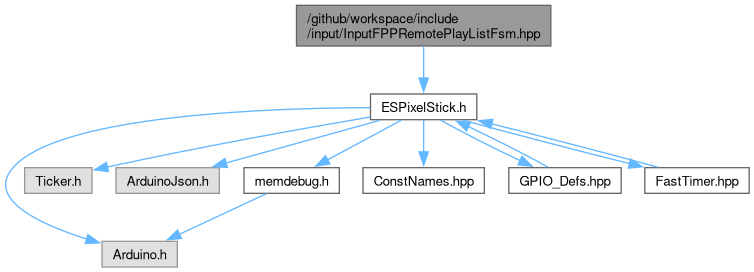 /github/workspace/include
/input/InputFPPRemotePlayListFsm.hpp
ESPixelStick.h
Ticker.h
ArduinoJson.h
memdebug.h
ConstNames.hpp
GPIO_Defs.hpp
FastTimer.hpp
Arduino.h